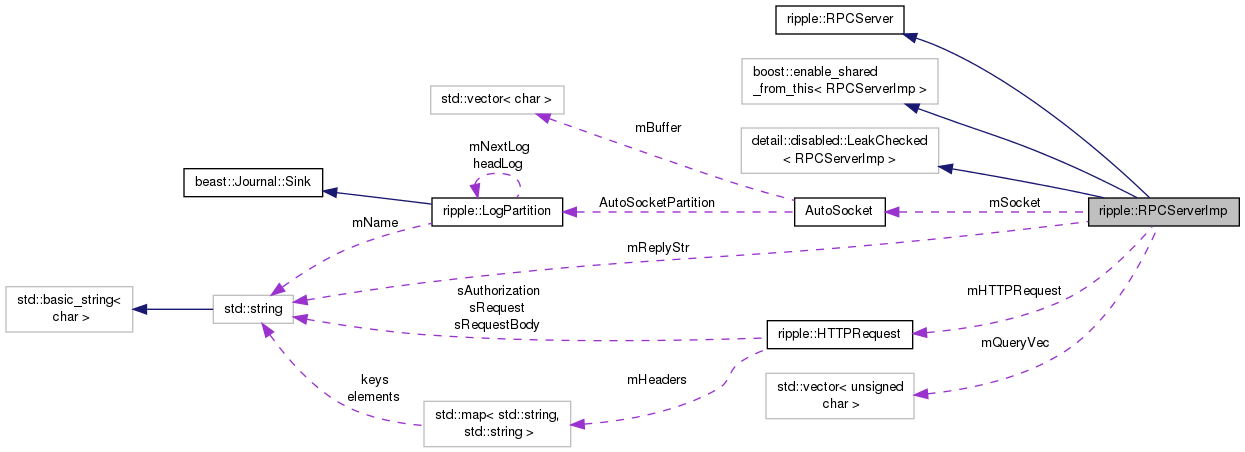 ripple::RPCServer
boost::enable_shared
_from_this< RPCServerImp >
std::vector< char >
mBuffer
detail::disabled::LeakChecked
< RPCServerImp >
mNextLog
headLog
beast::Journal::Sink
ripple::LogPartition
AutoSocketPartition
AutoSocket
mSocket
ripple::RPCServerImp
mName
mReplyStr
std::basic_string<
char >
std::string
sAuthorization
sRequest
sRequestBody
mHTTPRequest
ripple::HTTPRequest
mQueryVec
keys
elements
mHeaders
std::vector< unsigned
char >
std::map< std::string,
std::string >